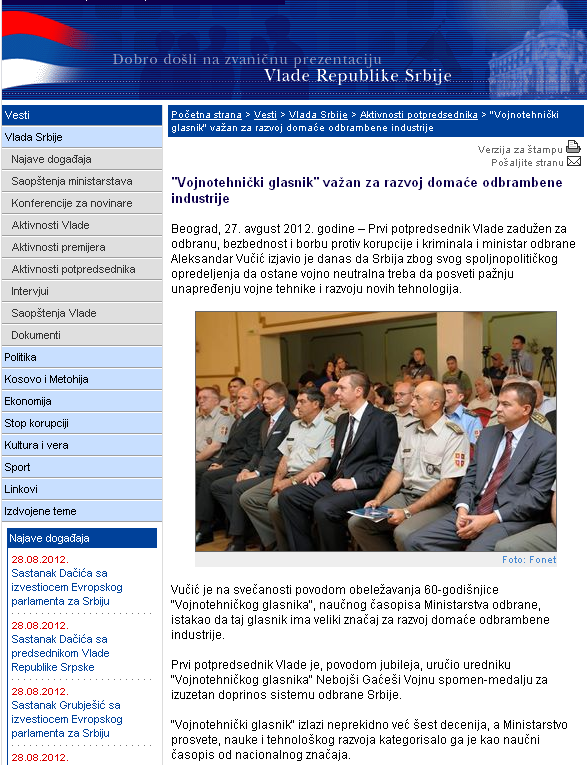 Dobro došli na zvaničnu prezentaciju
Vlade Republike Srbije
Vesti
Vlada Srbije
Najave događaja
Saopštenja ministarstava
Konferencije za novinare
Aktivnosti Vlade
Aktivnosti premijera
Aktivnosti potpredsednika
Intervjui
Saopštenja Vlade
Dokumenti
Politika
Kosovo i Metohija
Ekonomija
Stop korupciji
Kultura i vera
Sport
Linkovi
Izdvojene teme
Najave događaja
28.08.2012.
Sastanak Dačića sa
izvestiocem Evropskog
parlamenta za Srbiju
28.08.2012.
Sastanak Dačića sa
predsednikom Vlade
Republike Srpske
28.08.2012.
Sastanak Grubješić sa
izvestiocem Evropskog
parlamenta za Srbiju
28.08.2012.
Početna strana > Vesti > Vlada Srbije > Aktivnosti potpredsednika > "Vojnotehnički
glasnik" važan za razvoj domaće odbrambene industrije
Verzija za štampu
Pošaljite stranu
"Vojnotehnički glasnik" važan za razvoj domaće odbrambene
industrije
Beograd, 27. avgust 2012. godine – Prvi potpredsednik Vlade zadužen za
odbranu, bezbednost i borbu protiv korupcije i kriminala i ministar odbrane
Aleksandar Vučić izjavio je danas da Srbija zbog svog spoljnopolitičkog
opredeljenja da ostane vojno neutralna treba da posveti pažnju
unapređenju vojne tehnike i razvoju novih tehnologija.
Foto: Fonet
Vučić je na svečanosti povodom obeležavanja 60-godišnjice
"Vojnotehničkog glasnika", naučnog časopisa Ministarstva odbrane,
istakao da taj glasnik ima veliki značaj za razvoj domaće odbrambene
industrije.
Prvi potpredsednik Vlade je, povodom jubileja, uručio uredniku
"Vojnotehničkog glasnika" Nebojši Gaćeši Vojnu spomen-medalju za
izuzetan doprinos sistemu odbrane Srbije.
"Vojnotehnički glasnik" izlazi neprekidno već šest decenija, a Ministarstvo
prosvete, nauke i tehnološkog razvoja kategorisalo ga je kao naučni
časopis od nacionalnog značaja.